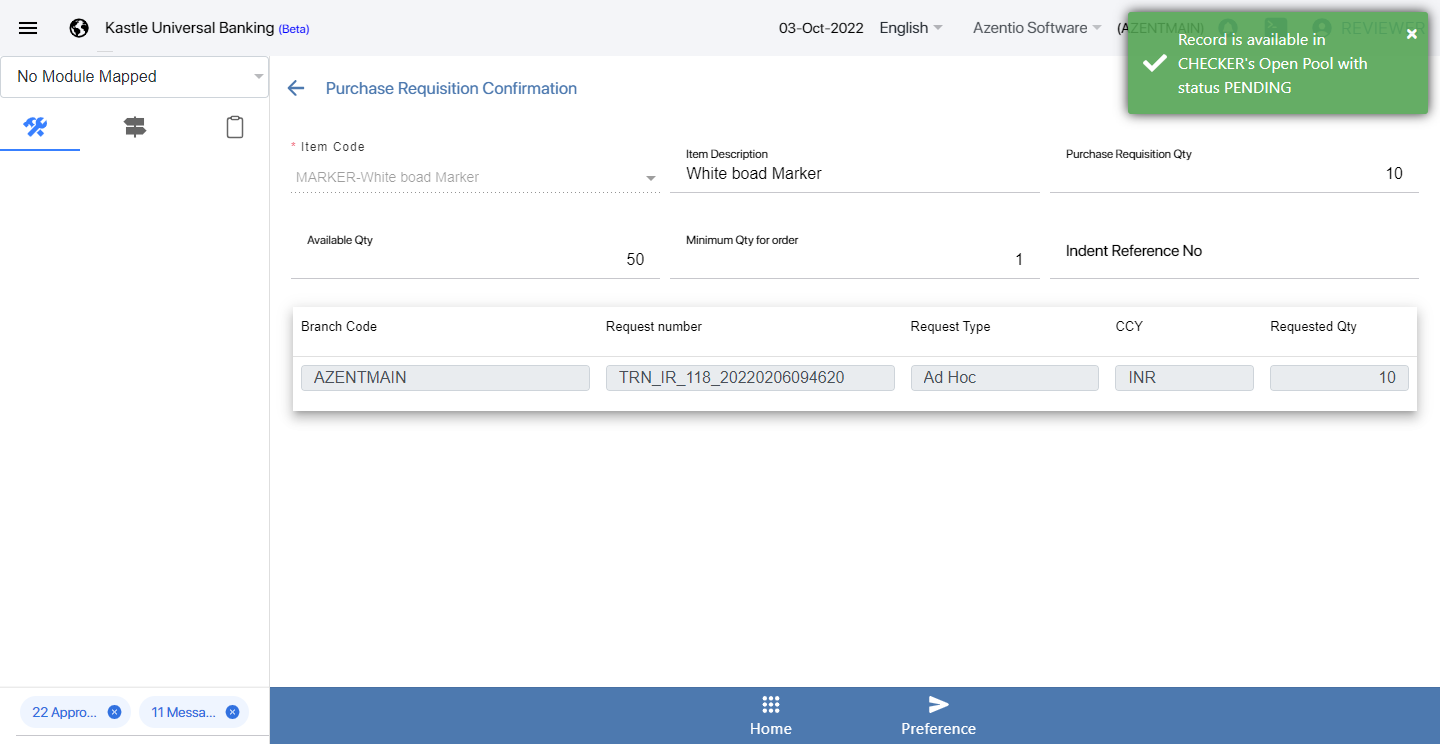 Kastle Universal Banking (Beta)
03-Oct-2022
English
Azentio Software
(AZENTMAIN)
REVIEWER
Record is available in
CHECKER's Open Pool with
status PENDING
No Module Mapped
Purchase Requisition Confirmation
* Item Code
MARKER-White boad Marker
Item Description
White boad Marker
Purchase Requisition Qty
10
Available Qty
50
Minimum Qty for order
1
Indent Reference No
Branch Code Request number Request Type CCY Requested Qty
AZENTMAIN TRN_IR_118_20220206094620 Ad Hoc INR 10
22 Appro...
11 Messa...
Home
Preference